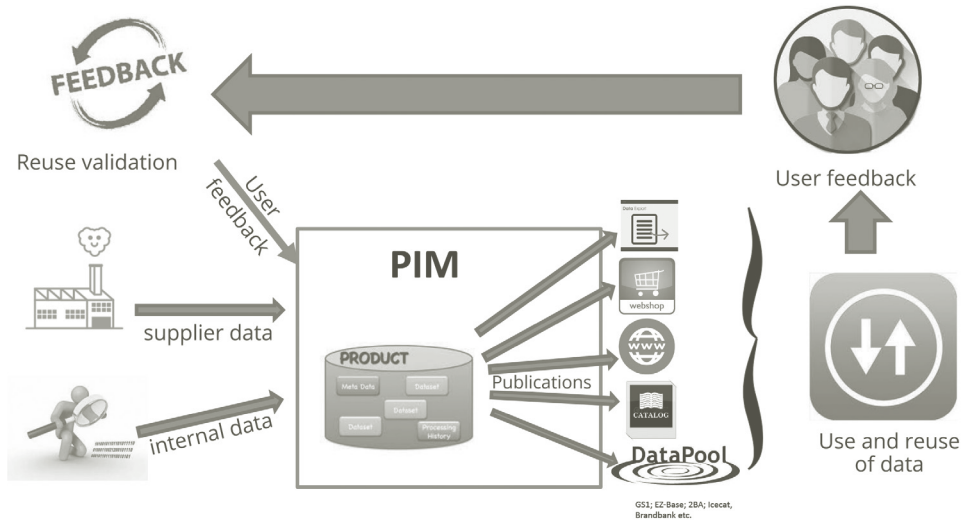 FEEDBACK
Reuse validation
User
feedback
User feedback
PIM
supplier data
internal data
PRODUCT
Meta Data
Dataset
Dataset
Dataset
Processing
History
Publications
Data Export
webshop
WWW
CATALOG
DataPool
GS1; EZ-Base; 2BA; Icecat,
Brandbank etc.
Use and reuse
of data